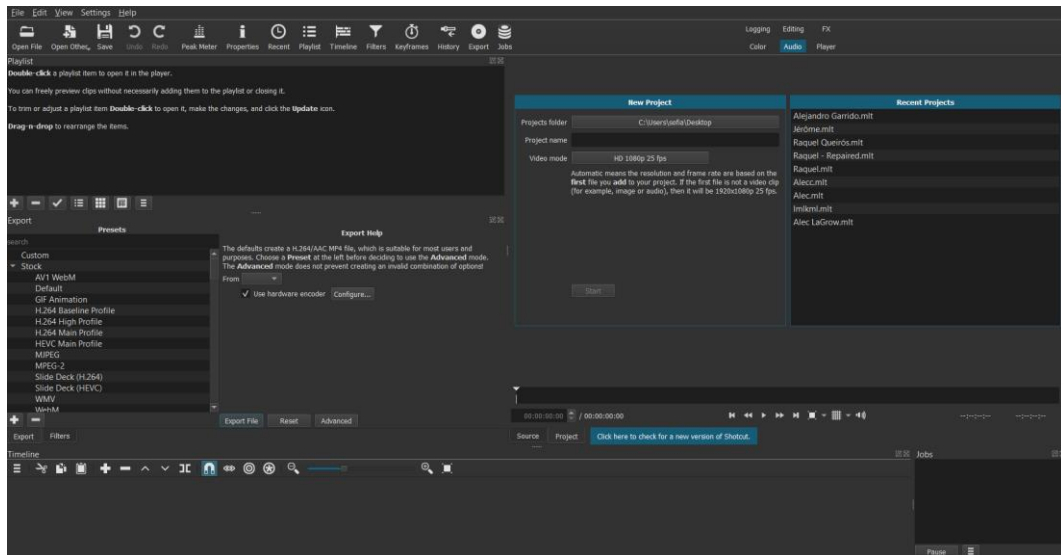 File Edit View Settings Help
Open File Open Other... Save Undo Redo Peak Meter Properties Recent Playlist Timeline Filters Keyframes History Export Jobs
Logging Editing FX
Color Audio Player
Playlist
Double-click a playlist item to open it in the player.
You can freely preview clips without necessarily adding them to the playlist or closing it.
To trim or adjust a playlist item Double-click to open it, make the changes, and click the Update icon.
Drag-n-drop to rearrange the items.
New Project
Projects folder C:\Users\sofia\Desktop
Project name
Video mode HD 1080p 25 fps
Automatic means the resolution and frame rate are based on the
first file you add to your project. If the first file is not a video clip
(for example, image or audio), then it will be 1920x1080p 25 fps.
Start
Recent Projects
Alejandro Garrido.mlt
Jérôme.mlt
Raquel Queirós.mlt
Raquel - Repaired.mlt
Raquel.mlt
Alecc.mlt
Alec.mlt
lmlkml.mlt
Alec LaGrow.mlt
Export
Presets
search
Custom
Stock
AV1 WebM
Default
GIF Animation
H.264 Baseline Profile
H.264 High Profile
H.264 Main Profile
HEVC Main Profile
MJPEG
MPEG-2
Slide Deck (H.264)
Slide Deck (HEVC)
WMV
WebM
Export Help
The defaults create a H.264/AAC MP4 file, which is suitable for most users and
purposes. Choose a Preset at the left before deciding to use the Advanced mode.
The Advanced mode does not prevent creating an invalid combination of options!
From
Use hardware encoder Configure...
Export File Reset Advanced
Export Filters
00:00:00:00 / 00:00:00:00 --:--:--:-- --:--:--:--
Source Project Click here to check for a new version of Shotcut.
Timeline
Jobs
Pause